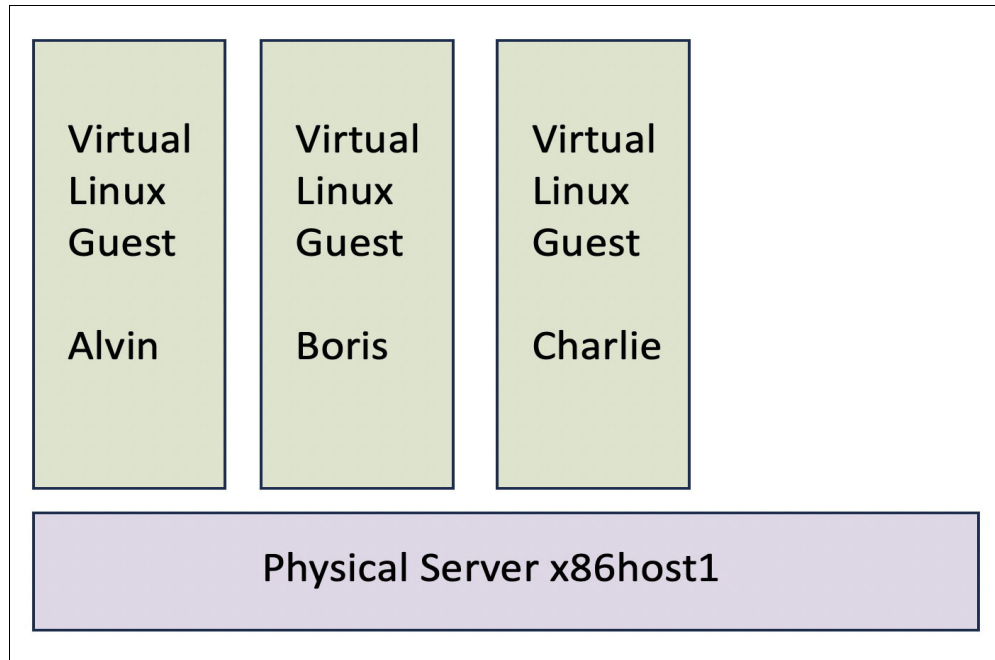 Virtual
Linux
Guest
Alvin
Virtual
Linux
Guest
Boris
Virtual
Linux
Guest
Charlie
Physical Server x86host1